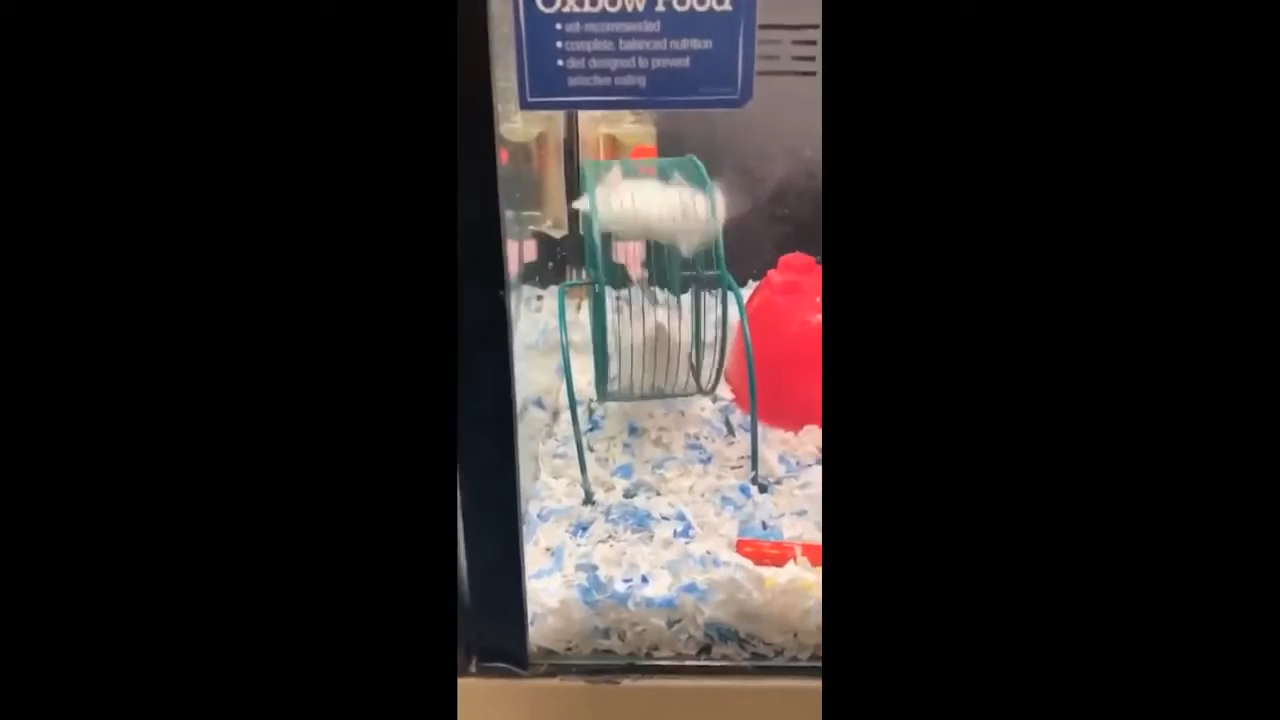 Oxbow Food
• vet-recommended
• complete, balanced nutrition
• diet designed to prevent
selective eating